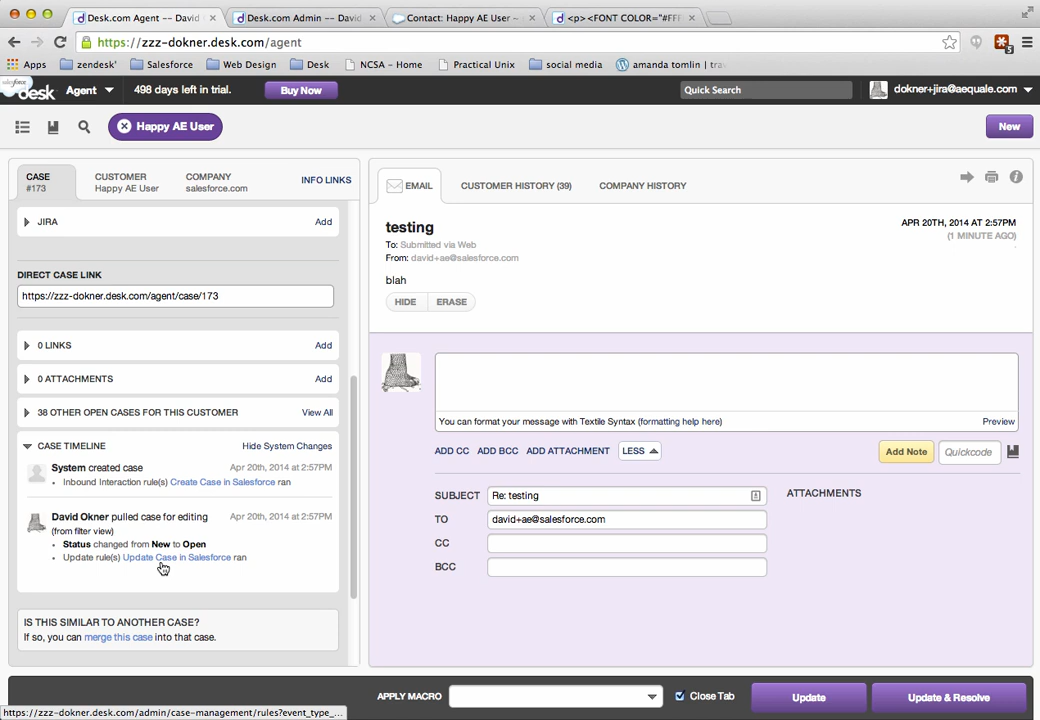 Desk.com Agent -- David
Desk.com Admin -- David
Contact: Happy AE User ~
<p><FONT COLOR="#FFF
https://zzz-dokner.desk.com/agent
Apps
zendesk'
Salesforce
Web Design
Desk
NCSA - Home
Practical Unix
social media
amanda tomlin | tra
salesforce
desk
Agent
498 days left in trial.
Buy Now
Quick Search
dokner+jira@aequale.com
Happy AE User
New
CASE
#173
CUSTOMER
Happy AE User
COMPANY
salesforce.com
INFO LINKS
JIRA
Add
DIRECT CASE LINK
https://zzz-dokner.desk.com/agent/case/173
0 LINKS
Add
0 ATTACHMENTS
Add
38 OTHER OPEN CASES FOR THIS CUSTOMER
View All
CASE TIMELINE
Hide System Changes
System created case
Apr 20th, 2014 at 2:57PM
• Inbound Interaction rule(s) Create Case in Salesforce ran
David Okner pulled case for editing
Apr 20th, 2014 at 2:57PM
(from filter view)
• Status changed from New to Open
• Update rule(s) Update Case in Salesforce ran
IS THIS SIMILAR TO ANOTHER CASE?
If so, you can merge this case into that case.
EMAIL
CUSTOMER HISTORY (39)
COMPANY HISTORY
testing
APR 20TH, 2014 AT 2:57PM
(1 MINUTE AGO)
To: Submitted via Web
From: david+ae@salesforce.com
blah
HIDE
ERASE
You can format your message with Textile Syntax (formatting help here)
Preview
ADD CC
ADD BCC
ADD ATTACHMENT
LESS
Add Note
Quickcode
SUBJECT
Re: testing
ATTACHMENTS
TO
david+ae@salesforce.com
CC
BCC
APPLY MACRO
Close Tab
Update
Update & Resolve
https://zzz-dokner.desk.com/admin/case-management/rules?event_type_...